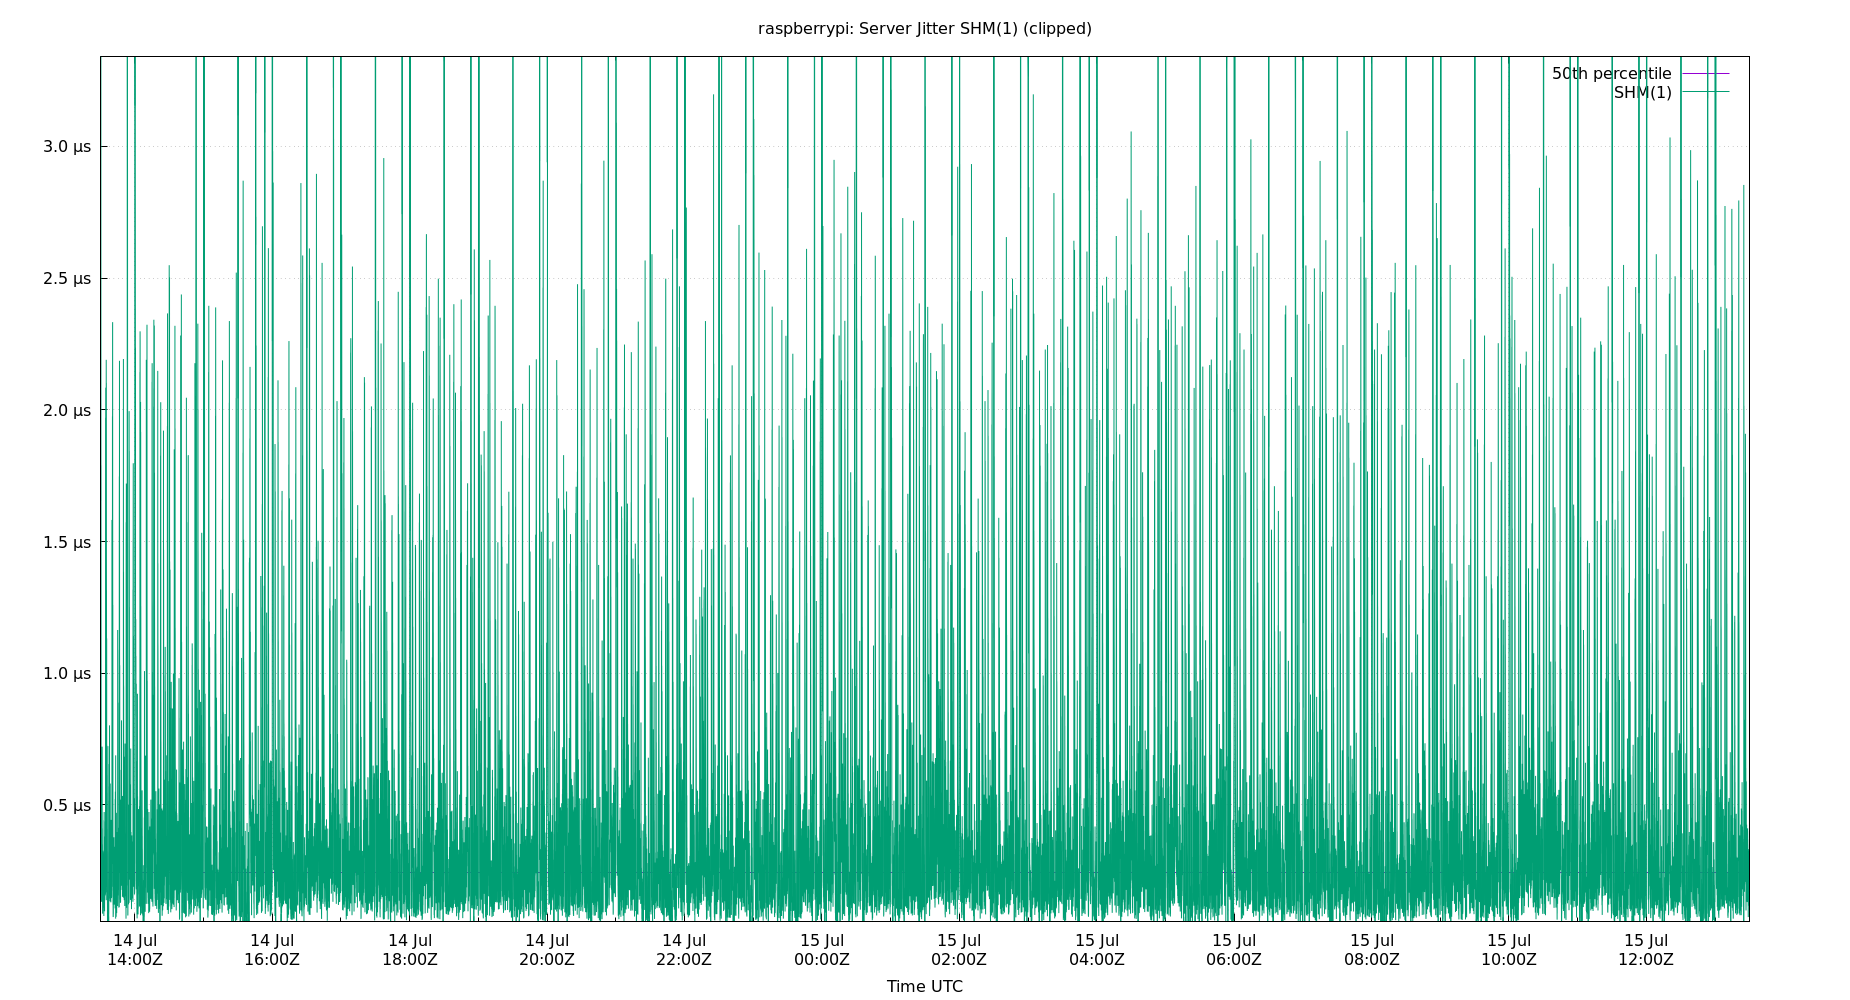 raspberrypi: Server Jitter SHM(1) (clipped)
50th percentile
SHM(1)
3.0 µs
2.5 µs
2.0 µs
1.5 µs
1.0 µs
0.5 µs
14 Jul 14 Jul 14 Jul 14 Jul 14 Jul 15 Jul 15 Jul 15 Jul 15 Jul 15 Jul 15 Jul 15 Jul
14:00Z 16:00Z 18:00Z 20:00Z 22:00Z 00:00Z 02:00Z 04:00Z 06:00Z 08:00Z 10:00Z 12:00Z
Time UTC